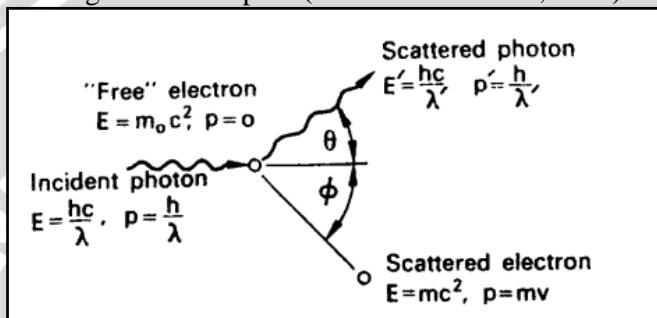 Scattered photon
E′=hc/λ′, p′=h/λ′
"Free" electron
E=m₀c², p=o
θ
Incident photon
E=hc/λ, p=h/λ
ϕ
Scattered electron
E=mc², p=mv